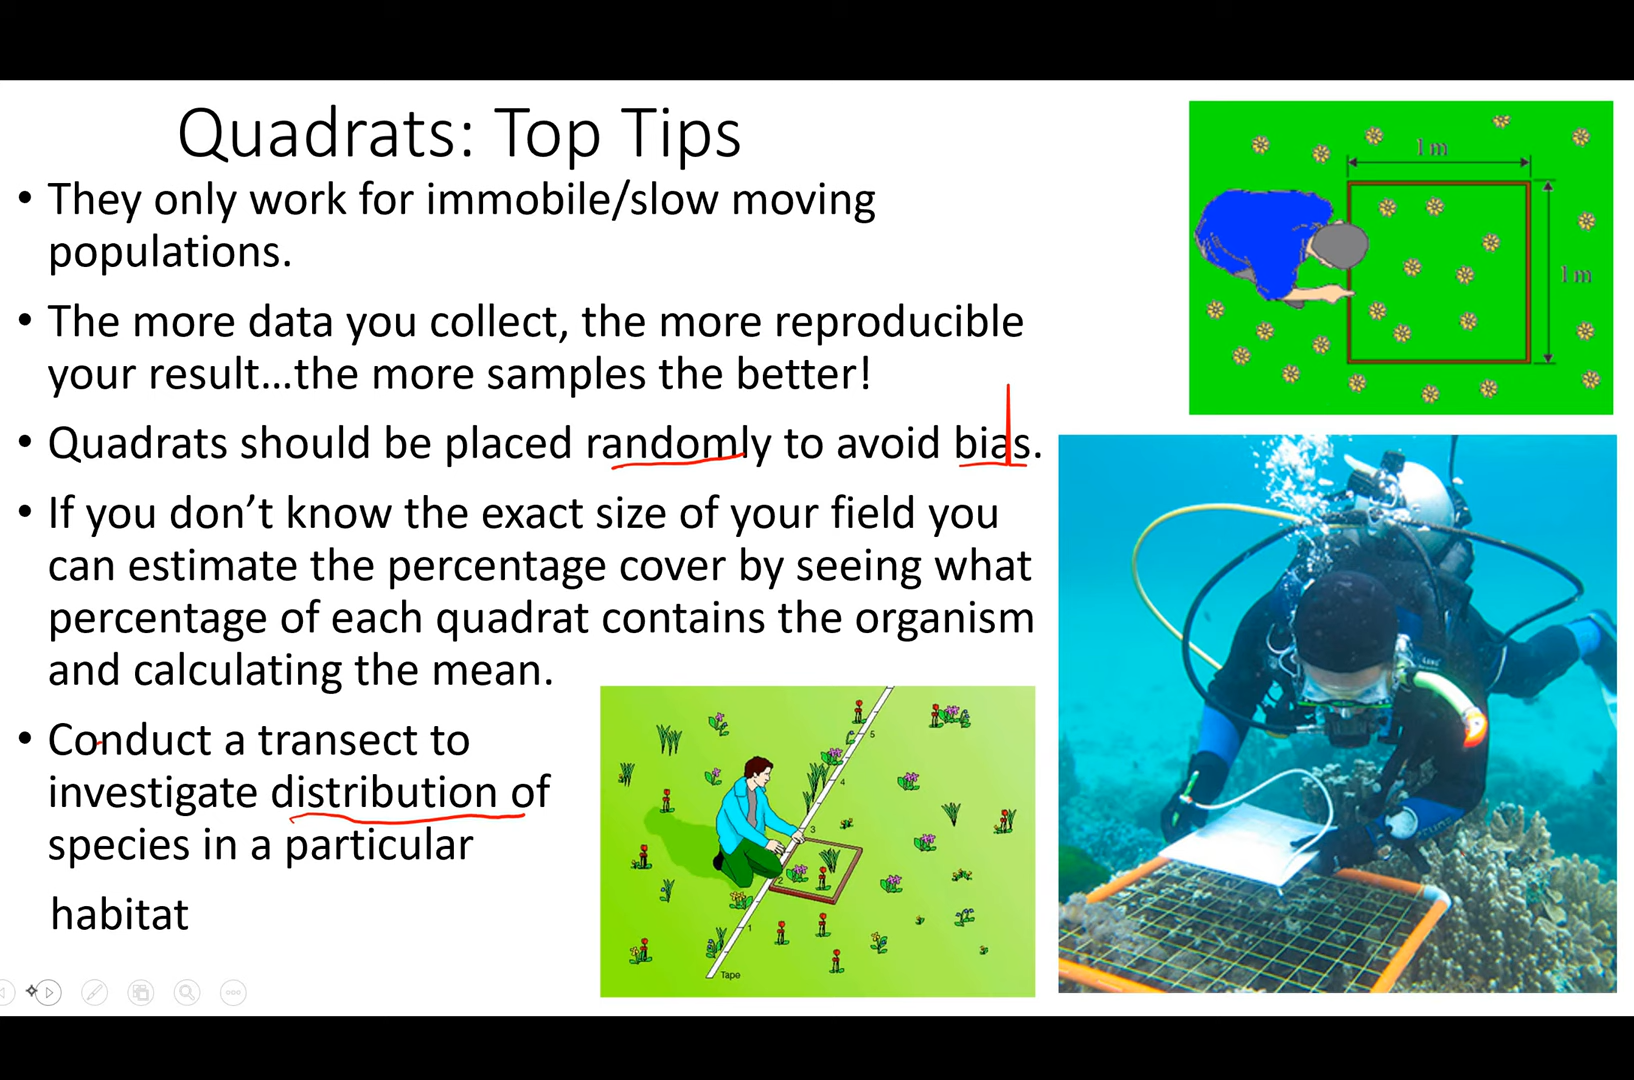 Quadrats: Top Tips
• They only work for immobile/slow moving
populations.
• The more data you collect, the more reproducible
your result...the more samples the better!
• Quadrats should be placed randomly to avoid bias.
• If you don’t know the exact size of your field you
can estimate the percentage cover by seeing what
percentage of each quadrat contains the organism
and calculating the mean.
• Conduct a transect to
investigate distribution of
species in a particular
habitat
1m
1m
5
4
3
2
1
Tape